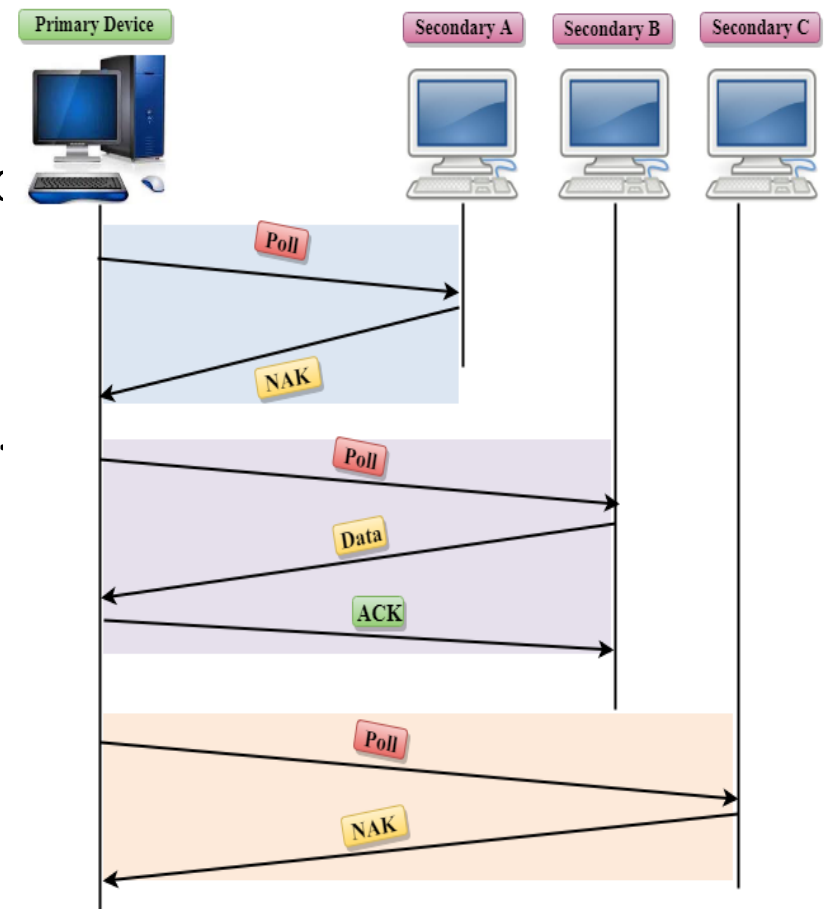 Primary Device
Secondary A
Secondary B
Secondary C
Poll
NAK
Poll
Data
ACK
Poll
NAK